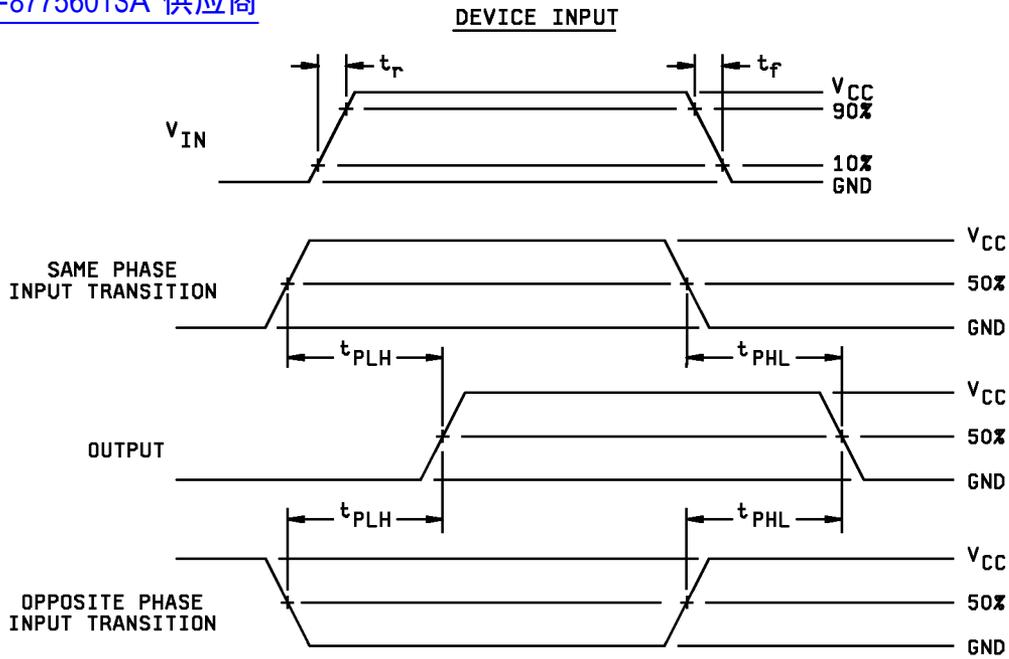 -87756013A 供应商
DEVICE INPUT
tr
tf
VIN
VCC
90%
10%
GND
SAME PHASE
INPUT TRANSITION
VCC
50%
GND
tPLH
tPHL
OUTPUT
VCC
50%
GND
tPLH
tPHL
OPPOSITE PHASE
INPUT TRANSITION
VCC
50%
GND